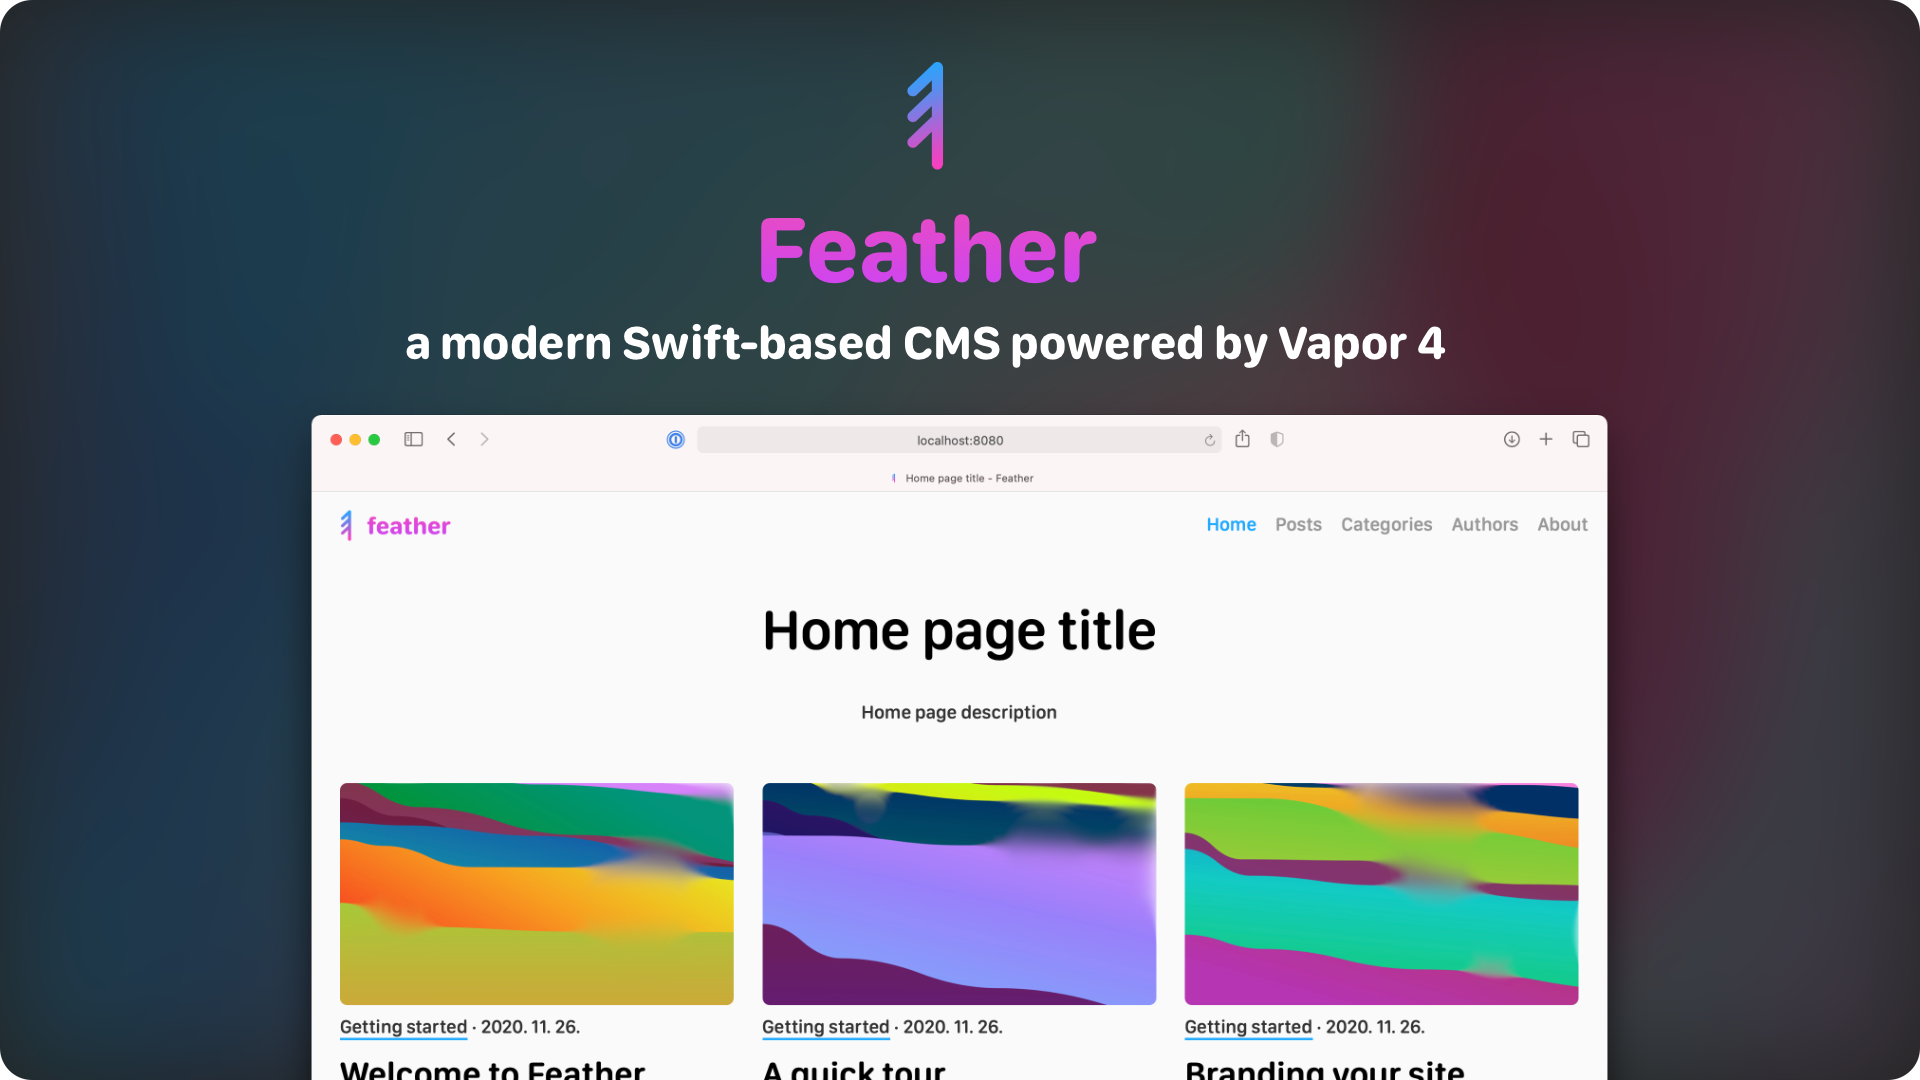 Feather
a modern Swift-based CMS powered by Vapor 4
localhost:8080
Home page title - Feather
feather
Home Posts Categories Authors About
Home page title
Home page description
Getting started · 2020. 11. 26.
Welcome to Feather
Getting started · 2020. 11. 26.
A quick tour
Getting started · 2020. 11. 26.
Branding your site